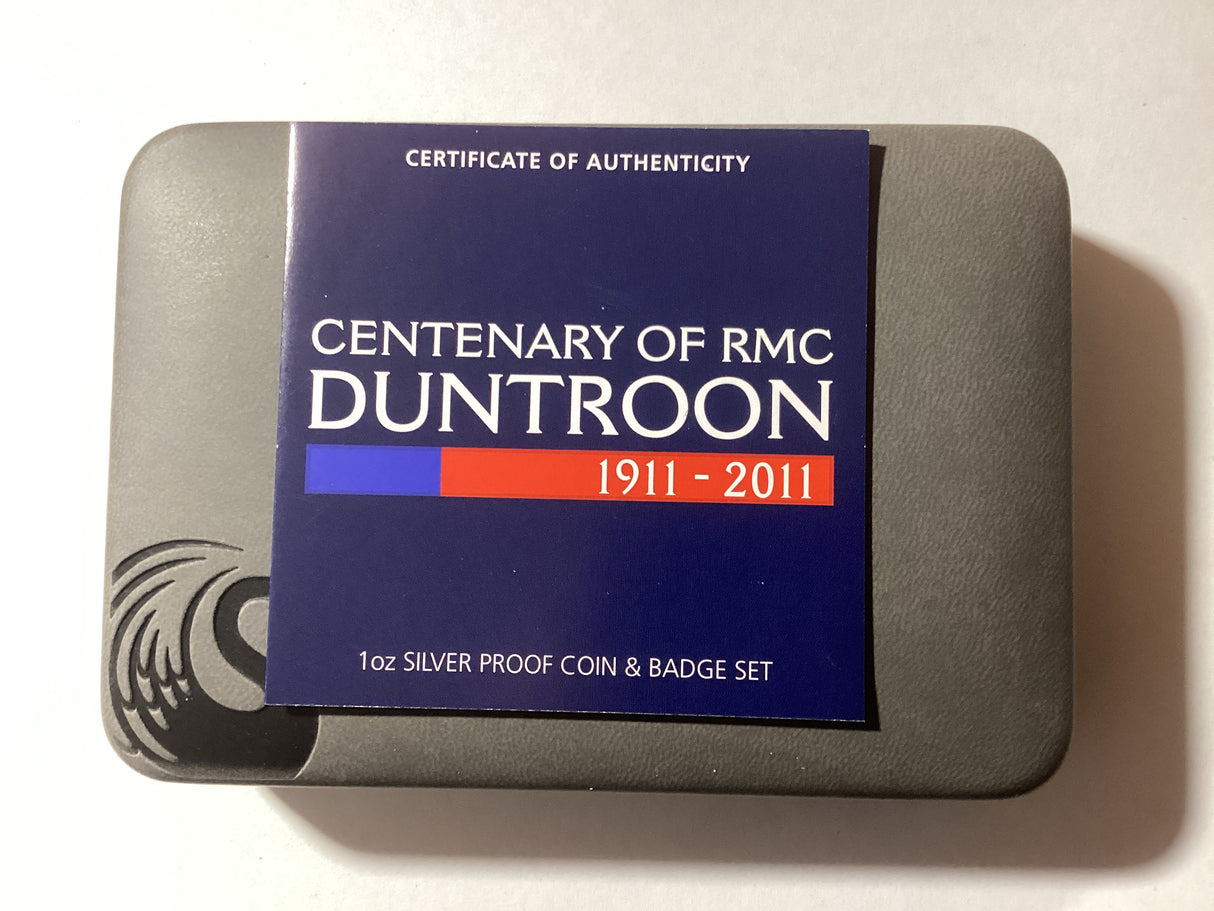 CERTIFICATE OF AUTHENTICITY
CENTENARY OF RMC
DUNTROON
1911 - 2011
1oz SILVER PROOF COIN & BADGE SET